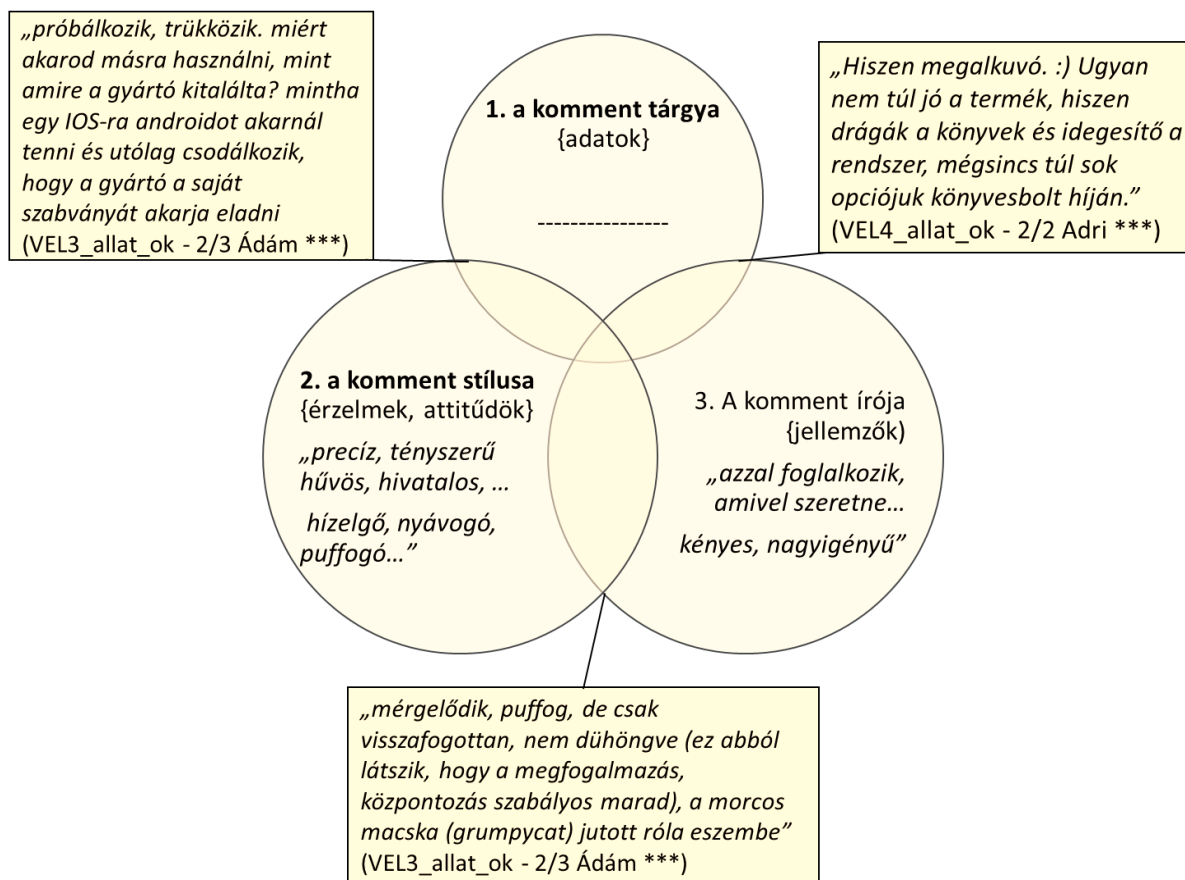 „próbálkozik, trükközik. miért
akarod másra használni, mint
amire a gyártó kitalálta? mintha
egy IOS-ra androidot akarnál
tenni és utólag csodálkozik,
hogy a gyártó a saját
szabványát akarja eladni
(VEL3_allat_ok - 2/3 Ádám ***)
1. a komment tárgya
{adatok}
-----------------
„Hiszen megalkuvó. :) Ugyan
nem túl jó a termék, hiszen
drágák a könyvek és idegesítő a
rendszer, mégsincs túl sok
opciójuk könyvesbolt híján.”
(VEL4_allat_ok - 2/2 Adri ***)
2. a komment stílusa
{érzelmek, attitűdök}
„precíz, tényszerű
hűvös, hivatalos, ...
hízelgő, nyávogó,
puffogó...”
3. A komment írója
{jellemzők)
„azzal foglalkozik,
amivel szeretne...
kényes, nagyigényű”
„mérgelődik, puffog, de csak
visszafogottan, nem dühöngve (ez abból
látszik, hogy a megfogalmazás,
központozás szabályos marad), a morcos
macska (grumpycat) jutott róla eszembe”
(VEL3_allat_ok - 2/3 Ádám ***)